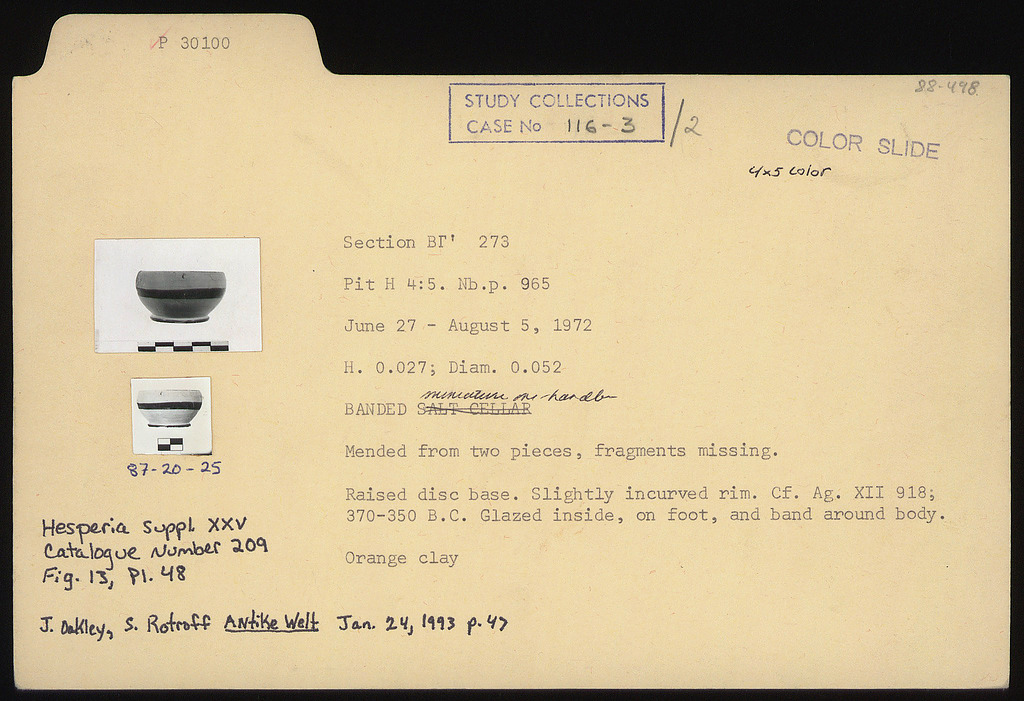 P 30100
88-498
STUDY COLLECTIONS
CASE No 116-3 /2
COLOR SLIDE
4x5 color
Section ΒΓ' 273
Pit H 4:5. Nb.p. 965
June 27 - August 5, 1972
H. 0.027; Diam. 0.052
miniature one-handler
BANDED SALT CELLAR
Mended from two pieces, fragments missing.
Raised disc base. Slightly incurved rim. Cf. Ag. XII 918;
370-350 B.C. Glazed inside, on foot, and band around body.
Orange clay
87-20-25
Hesperia Suppl. XXV
Catalogue Number 209
Fig. 13, Pl. 48
J. Oakley, S. Rotroff Antike Welt Jan. 24, 1993 p. 47